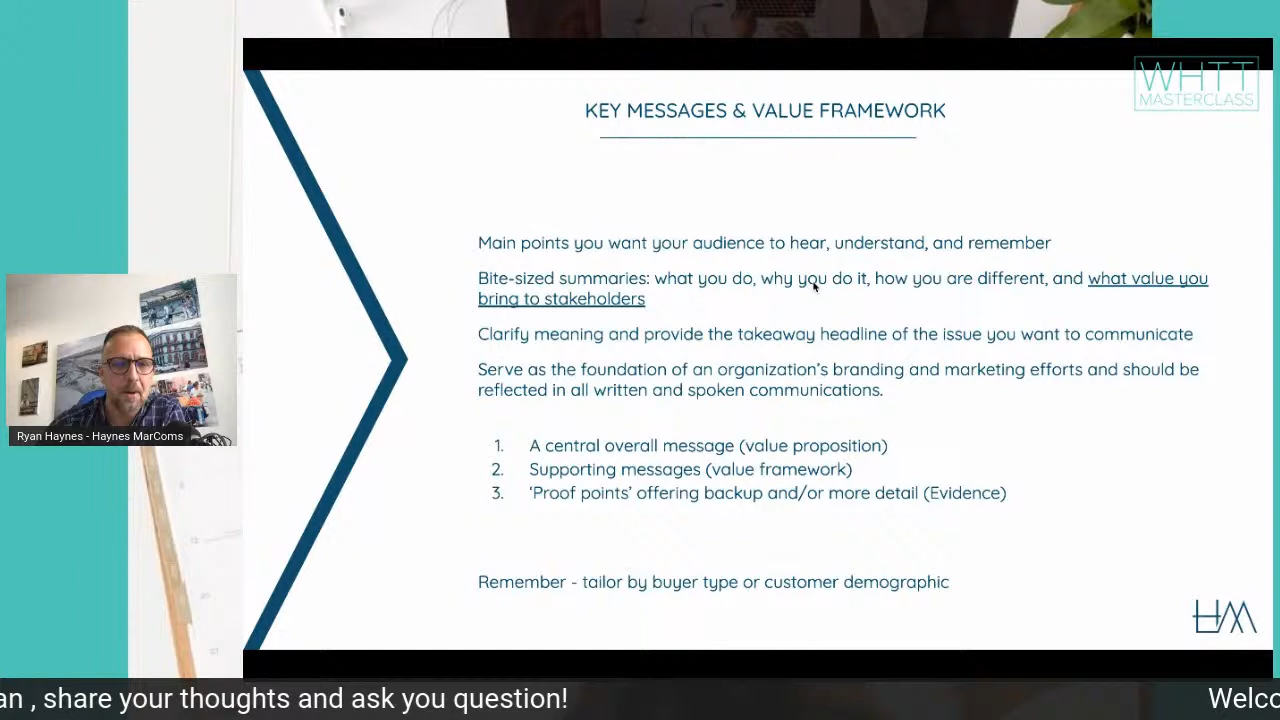 WHTT
MASTERCLASS
KEY MESSAGES & VALUE FRAMEWORK
Main points you want your audience to hear, understand, and remember
Bite-sized summaries: what you do, why you do it, how you are different, and what value you
bring to stakeholders
Clarify meaning and provide the takeaway headline of the issue you want to communicate
Serve as the foundation of an organization's branding and marketing efforts and should be
reflected in all written and spoken communications.
1. A central overall message (value proposition)
2. Supporting messages (value framework)
3. ‘Proof points’ offering backup and/or more detail (Evidence)
Remember - tailor by buyer type or customer demographic
HM
Ryan Haynes - Haynes MarComs
an , share your thoughts and ask you question! Welco